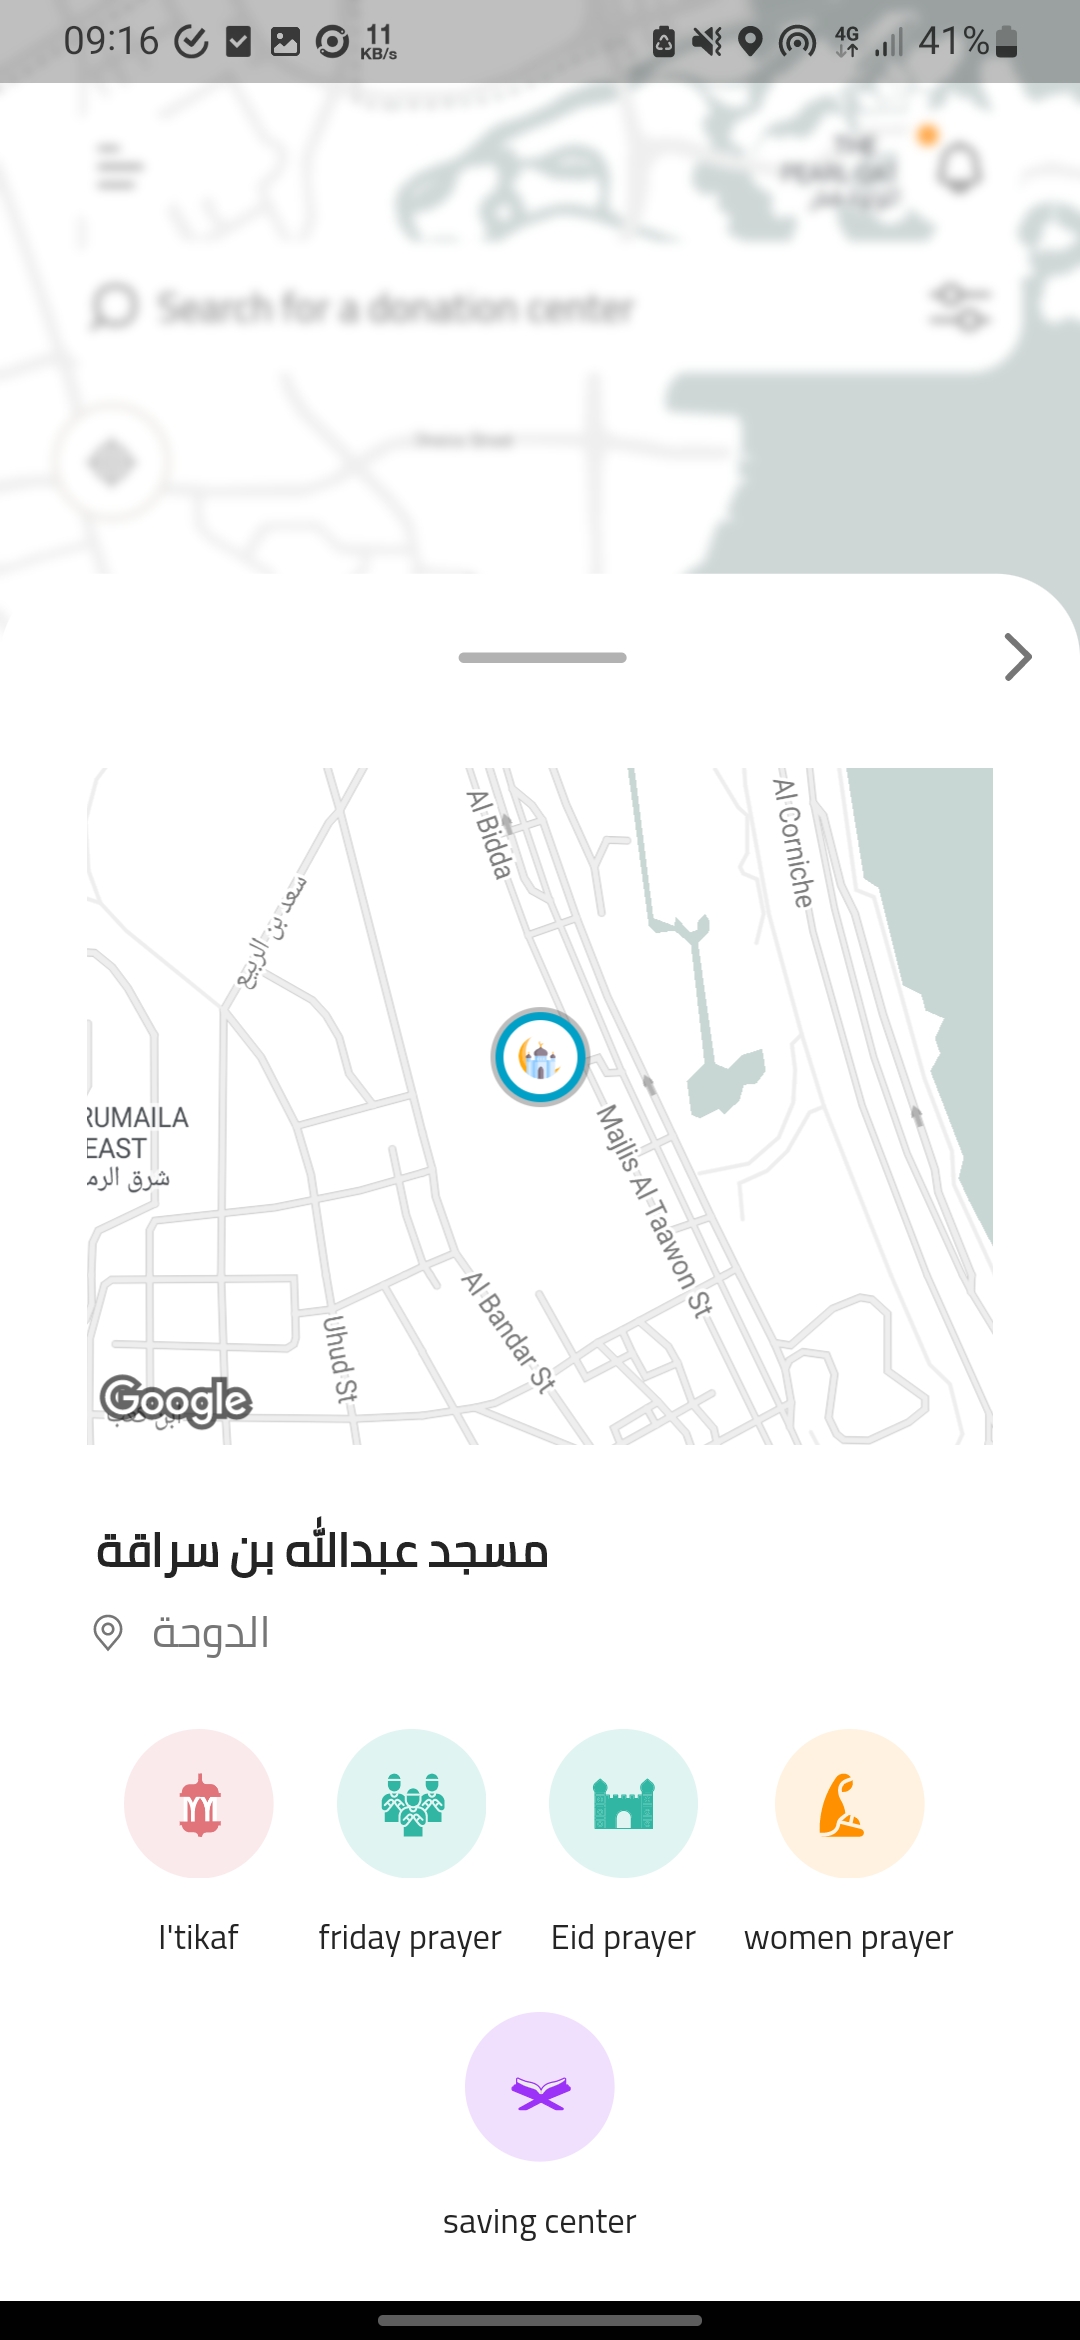 09:16
11
KB/s
4G
41%
THE
PEARL
Search for a donation center
Al Bidda
Al Corniche
سعد بن الربيع
RUMAILA
EAST
شرق الرم
Majlis Al Taawon St
Al Bandar St
Uhud St
Google
مسجد عبدالله بن سراقة
الدوحة
I'tikaf
friday prayer
Eid prayer
women prayer
saving center